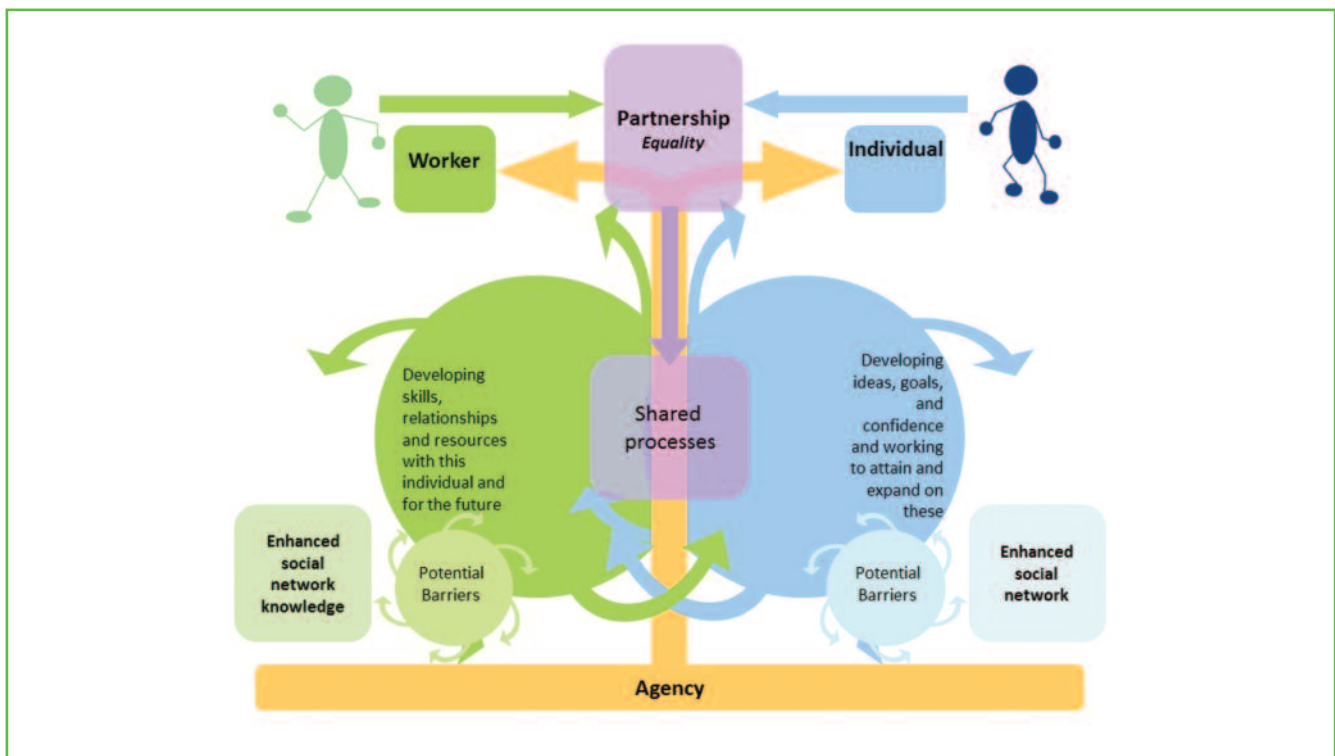 Partnership
Equality
Worker
Individual
Developing
skills,
relationships
and resources
with this
individual and
for the future
Shared
processes
Developing
ideas, goals,
and
confidence
and working
to attain and
expand on
these
Enhanced
social
network
knowledge
Potential
Barriers
Potential
Barriers
Enhanced
social
network
Agency